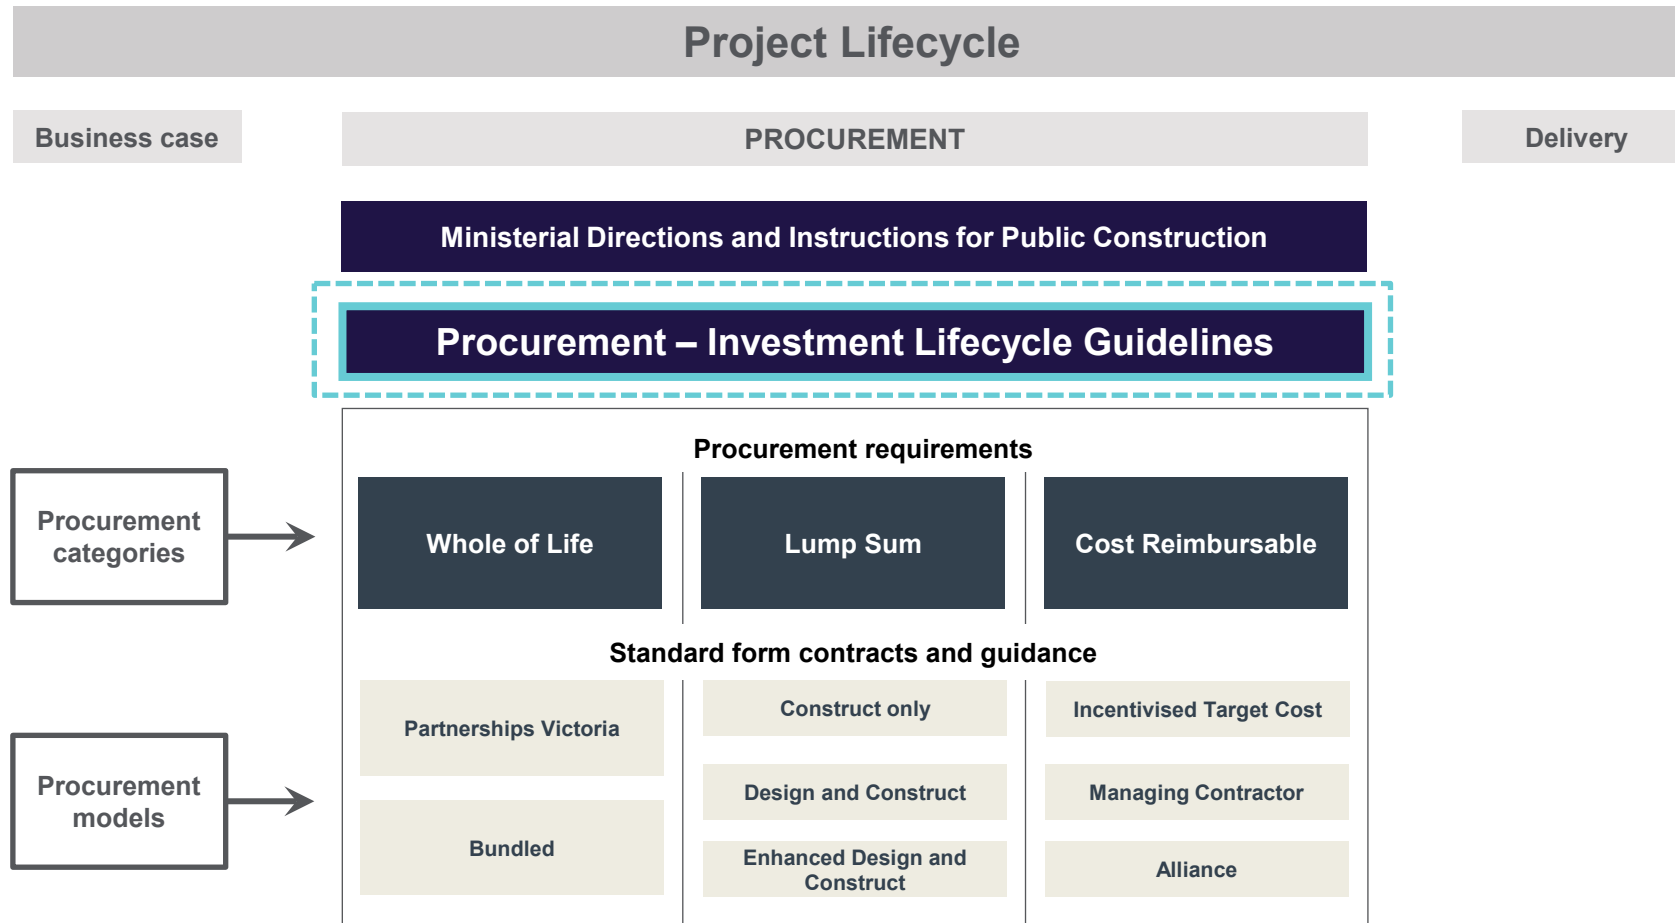 Project Lifecycle
Business case
PROCUREMENT
Delivery
Ministerial Directions and Instructions for Public Construction
Procurement – Investment Lifecycle Guidelines
Procurement requirements
Procurement
categories
Whole of Life
Lump Sum
Cost Reimbursable
Standard form contracts and guidance
Procurement
models
Partnerships Victoria
Bundled
Construct only
Design and Construct
Enhanced Design and
Construct
Incentivised Target Cost
Managing Contractor
Alliance